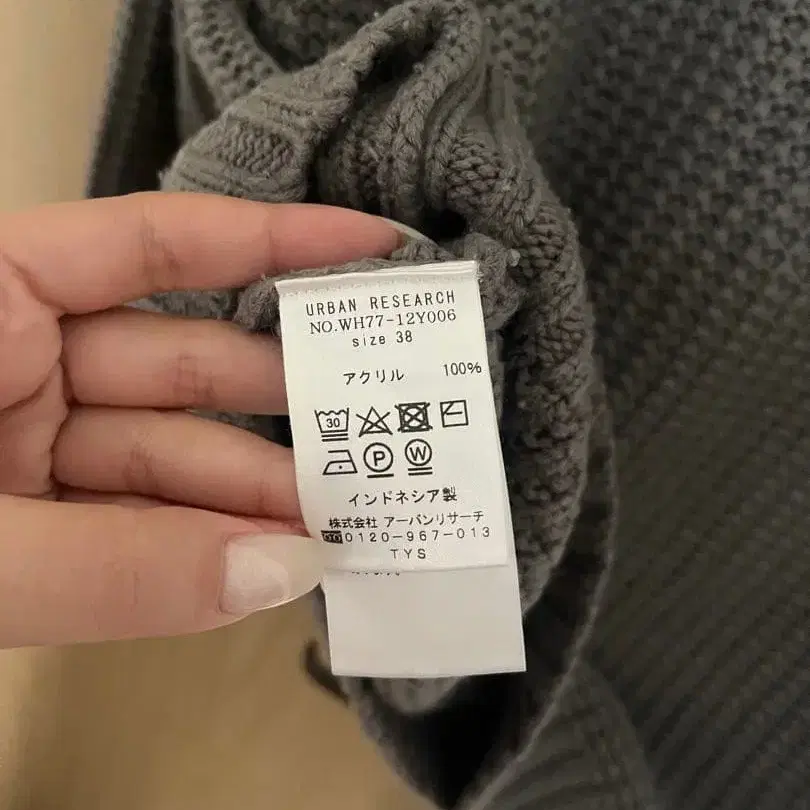 URBAN RESEARCH
NO.WH77-12Y006
size 38
アクリル 100%
30
P W
インドネシア製
株式会社 アーバンリサーチ
0120-967-013
TYS